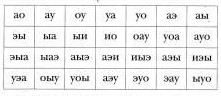 ао ау оу уа уо аэ аы
эы ыа ыи ио оау уоа ауо
эыа ыаэ аыэ аэи иыэ аэы иэы
уэа оыу уоы аэу эуо эау ыуо